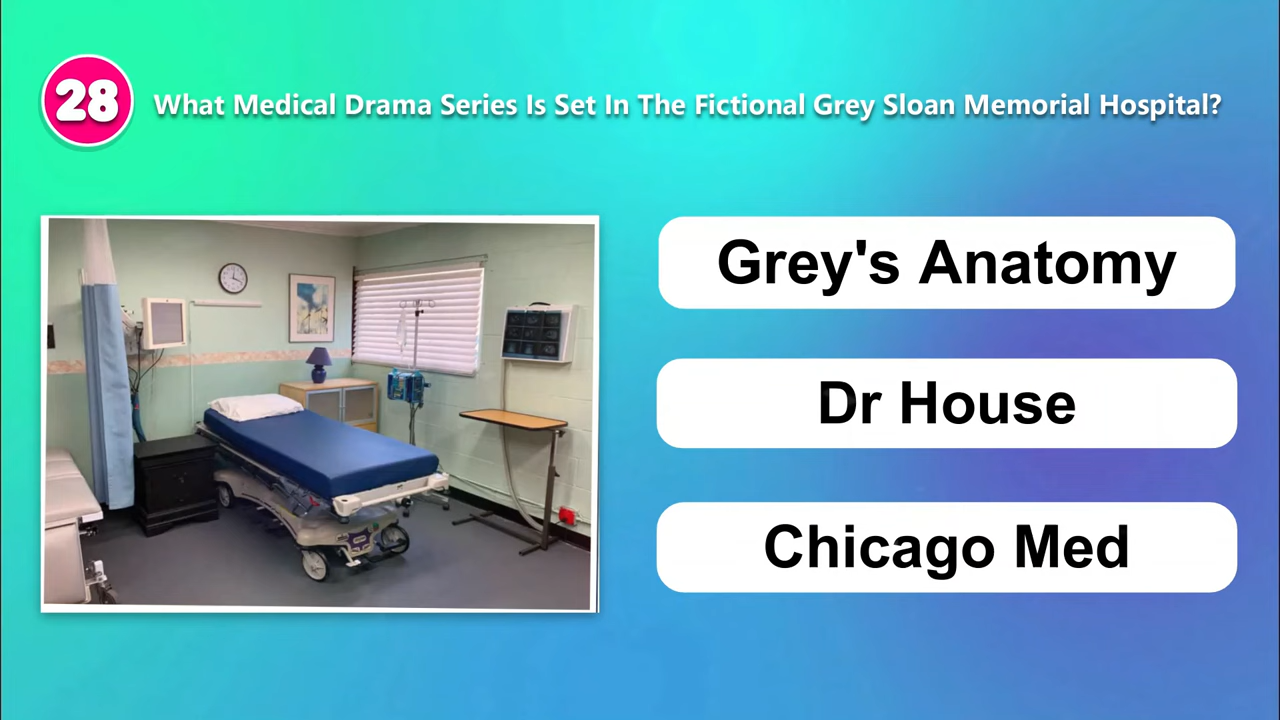 28
What Medical Drama Series Is Set In The Fictional Grey Sloan Memorial Hospital?
Grey's Anatomy
Dr House
Chicago Med